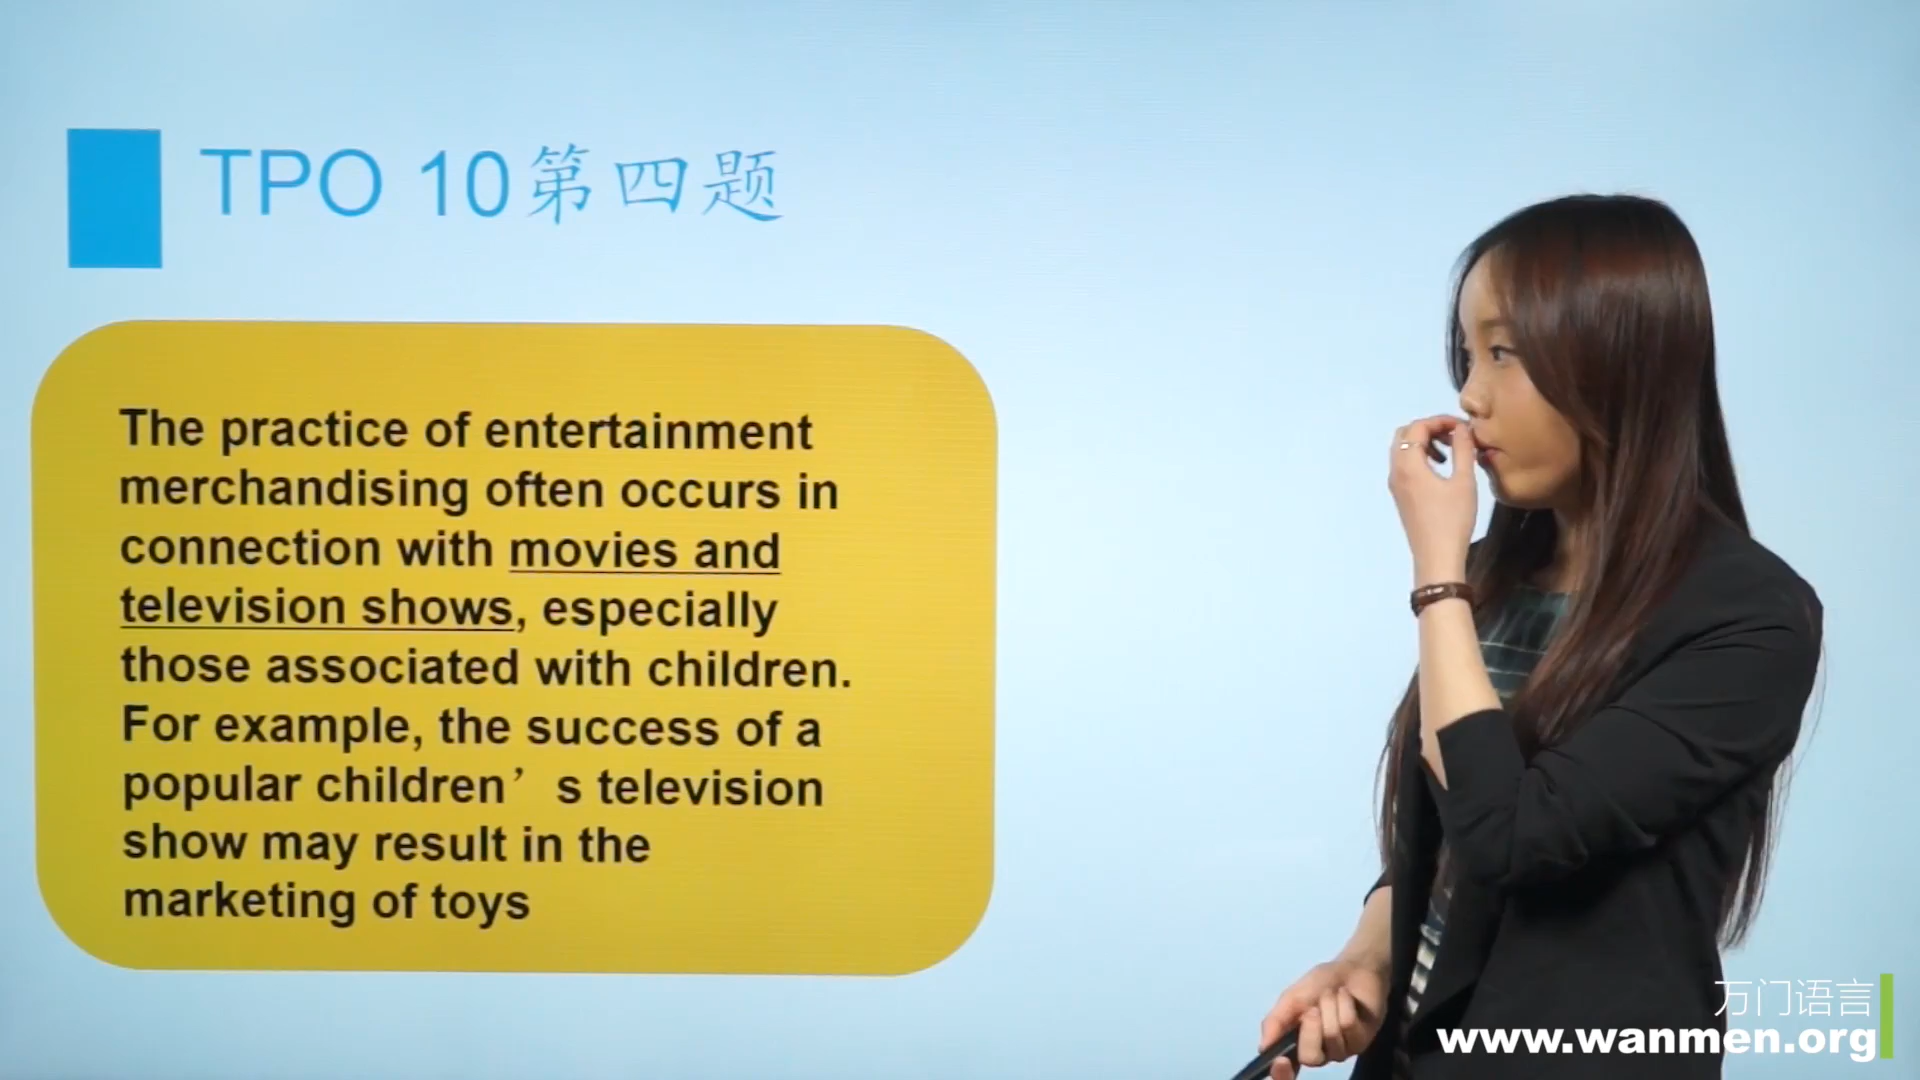 TPO 10第四题
The practice of entertainment
merchandising often occurs in
connection with movies and
television shows, especially
those associated with children.
For example, the success of a
popular children’s television
show may result in the
marketing of toys
万门语言
www.wanmen.org